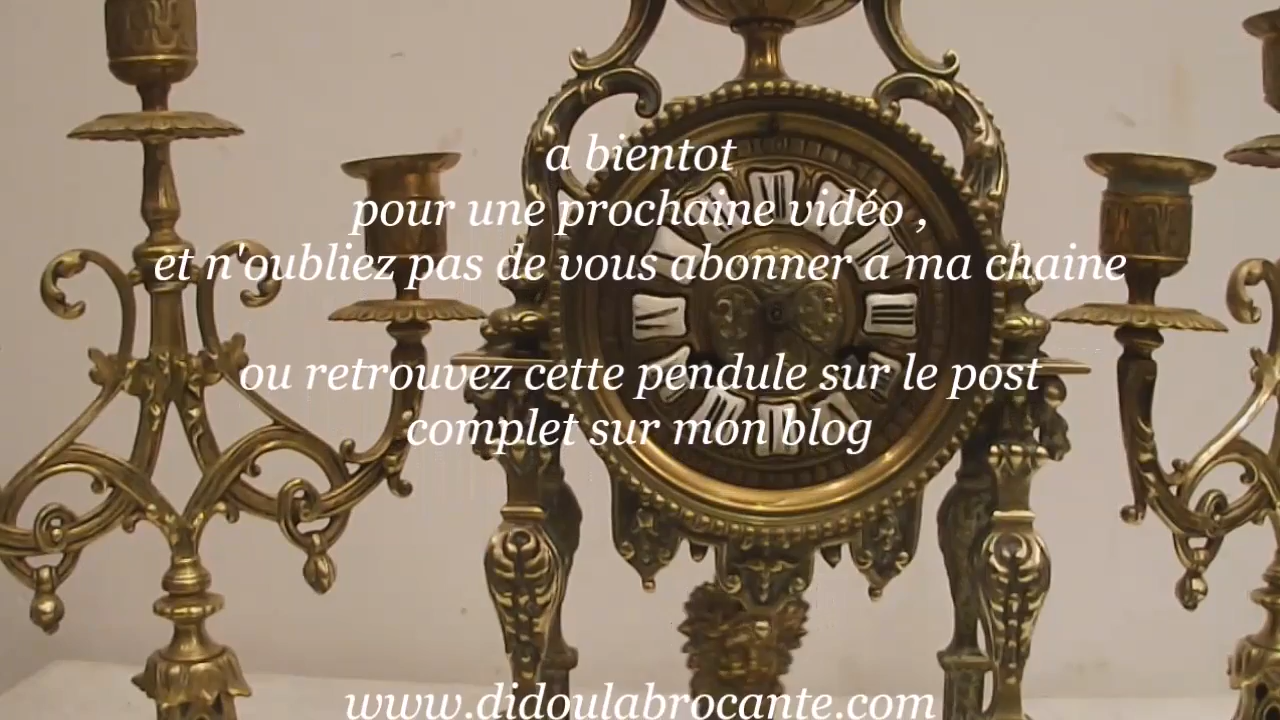 a bientot
pour une prochaine vidéo ,
et n'oubliez pas de vous abonner a ma chaine
ou retrouvez cette pendule sur le post
complet sur mon blog
www.didoulabrocante.com